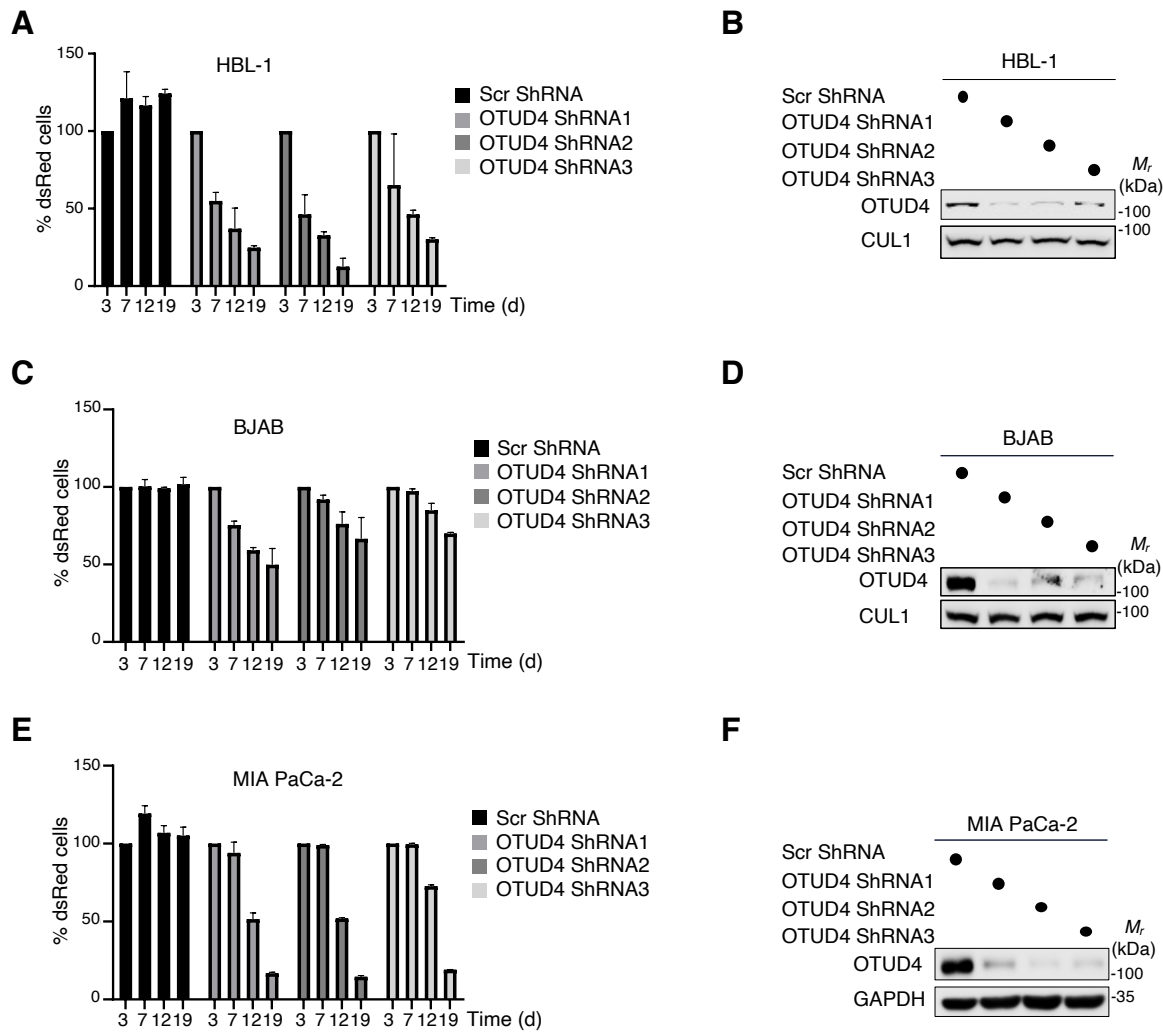 A
HBL-1
150
100
50
0
% dsRed cells
3 7 12 19 3 7 12 19 3 7 12 19 3 7 12 19 Time (d)
Scr ShRNA
OTUD4 ShRNA1
OTUD4 ShRNA2
OTUD4 ShRNA3
B
HBL-1
Scr ShRNA
OTUD4 ShRNA1
OTUD4 ShRNA2
OTUD4 ShRNA3
Mr
(kDa)
OTUD4 -100
CUL1 -100
C
BJAB
150
100
50
0
% dsRed cells
3 7 12 19 3 7 12 19 3 7 12 19 3 7 12 19 Time (d)
Scr ShRNA
OTUD4 ShRNA1
OTUD4 ShRNA2
OTUD4 ShRNA3
D
BJAB
Scr ShRNA
OTUD4 ShRNA1
OTUD4 ShRNA2
OTUD4 ShRNA3
Mr
(kDa)
OTUD4 -100
CUL1 -100
E
MIA PaCa-2
150
100
50
0
% dsRed cells
3 7 12 19 3 7 12 19 3 7 12 19 3 7 12 19 Time (d)
Scr ShRNA
OTUD4 ShRNA1
OTUD4 ShRNA2
OTUD4 ShRNA3
F
MIA PaCa-2
Scr ShRNA
OTUD4 ShRNA1
OTUD4 ShRNA2
OTUD4 ShRNA3
Mr
(kDa)
OTUD4 -100
GAPDH -35